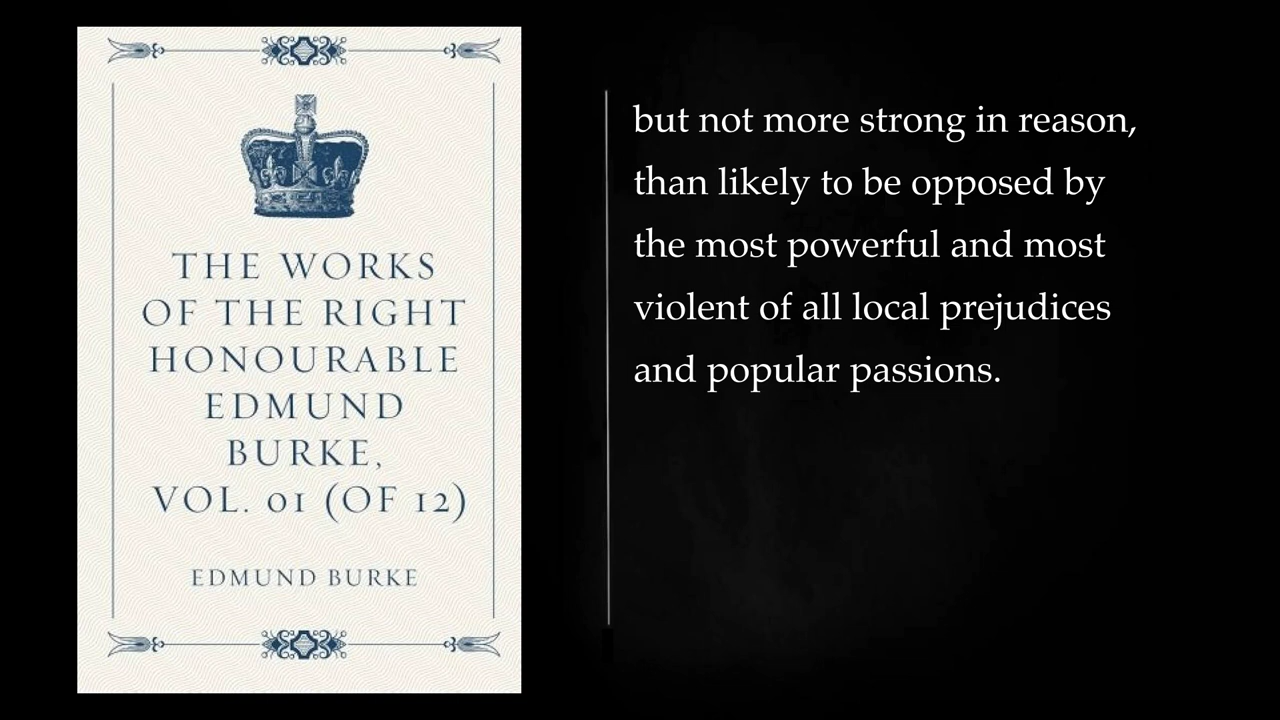 THE WORKS
OF THE RIGHT
HONOURABLE
EDMUND
BURKE,
VOL. 01 (OF 12)
EDMUND BURKE
but not more strong in reason,
than likely to be opposed by
the most powerful and most
violent of all local prejudices
and popular passions.